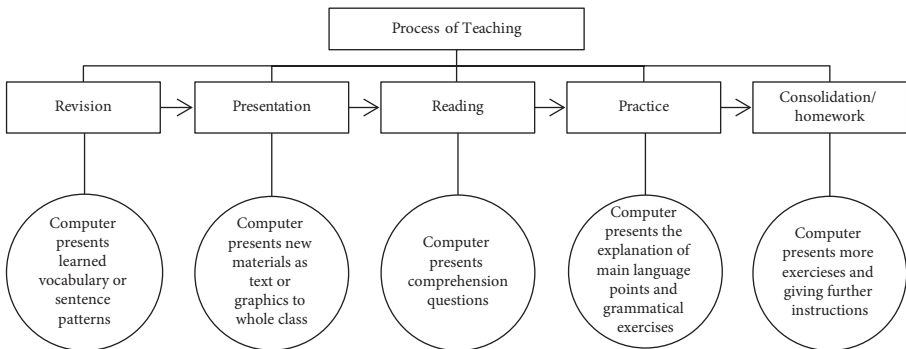 Process of Teaching
Revision
Presentation
Reading
Practice
Consolidation/
homework
Computer
presents
learned
vocabulary or
sentence
patterns
Computer
presents new
materials as
text or
graphics to
whole class
Computer
presents
comprehension
questions
Computer
presents the
explanation of
main language
points and
grammatical
exercises
Computer
presents more
exercieses and
giving further
instructions